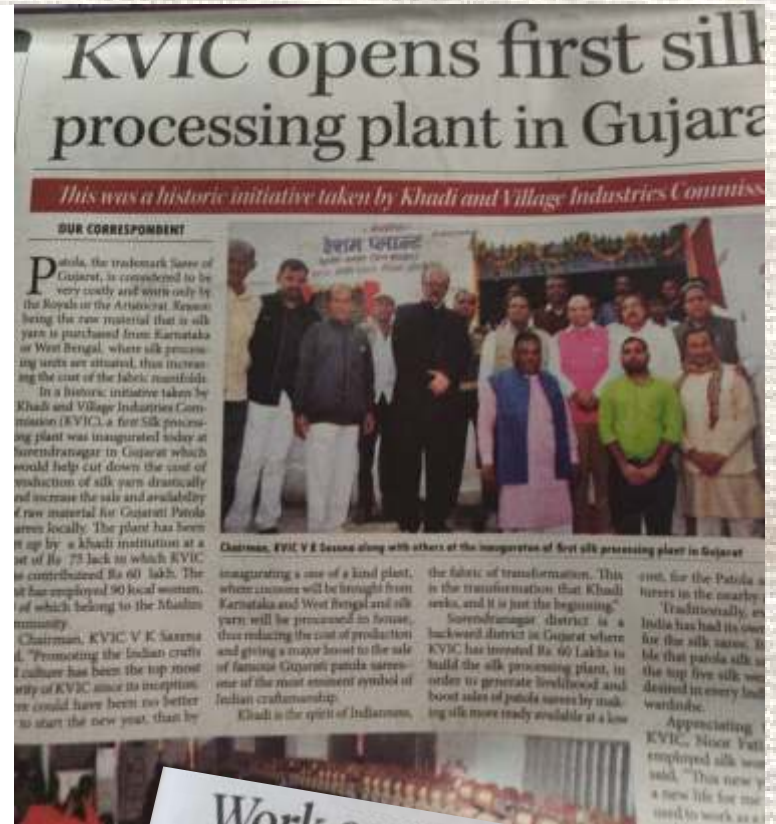 KVIC opens first silk
processing plant in Gujara
This was a historic initiative taken by Khadi and Village Industries Commiss
OUR CORRESPONDENT
Patola, the trademark Saree of
Gujarat, is considered to be
very costly and worn only by
the Royals or the Aristocrat. Reason
being the raw material that is silk
yarn is purchased from Karnataka
or West Bengal, where silk process-
ing units are situated, thus increas-
ing the cost of the fabric manifolds.
In a historic initiative taken by
Khadi and Village Industries Com-
mission (KVIC), a first Silk process-
ing plant was inaugurated today at
Surendranagar in Gujarat which
would help cut down the cost of
production of silk yarn drastically
nd increase the sale and availability
f raw material for Gujarati Patola
arees locally. The plant has been
t up by a khadi institution at a
st of Rs 75 lack in which KVIC
s contributed Rs 60 lakh. The
nt has employed 90 local women,
of which belong to the Muslim
mmunity.
Chairman, KVIC V K Saxena
d, "Promoting the Indian crafts
d culture has been the top most
ority of KVIC since its inception.
re could have been no better
to start the new year, than by
रेशम प्लान्ट
Chairman, KVIC V K Saxena along with others at the inauguration of first silk processing plant in Gujarat
inaugurating a one of a kind plant,
where cocoons will be brought from
Karnataka and West Bengal and silk
yarn will be processed in house,
thus reducing the cost of production
and giving a major boost to the sale
of famous Gujarati patola sarees-
one of the most eminent symbol of
Indian craftsmanship.
Khadi is the spirit of Indianness,
the fabric of transformation. This
is the transformation that Khadi
seeks, and it is just the beginning."
Surendranagar district is a
backward district in Gujarat where
KVIC has invested Rs. 60 Lakhs to
build the silk processing plant, in
order to generate livelihood and
boost sales of patola sarees by mak-
ing silk more ready available at a low
cost, for the Patola
turers in the nearby
Traditionally, ev
India has had its ow
for the silk saree. It
ble that patola silk
the top five silk we
desired in every Ind
wardrobe.
Appreciating
KVIC, Noor
employed silk
said, "This new y
a new life for me
used to work as a
Work